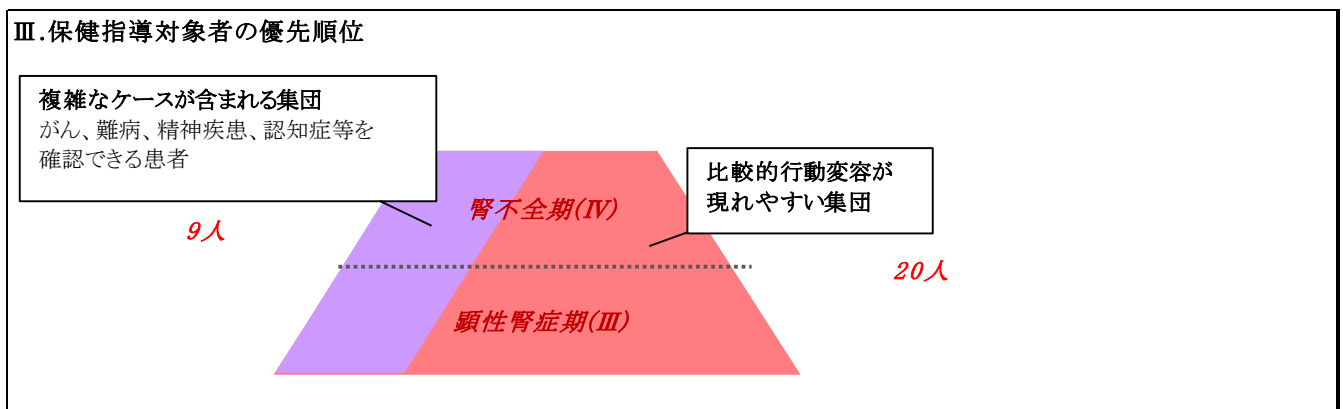 Ⅲ.保健指導対象者の優先順位
複雑なケースが含まれる集団
がん、難病、精神疾患、認知症等を
確認できる患者
比較的行動変容が
現れやすい集団
腎不全期(Ⅳ)
9人
20人
顕性腎症期(Ⅲ)